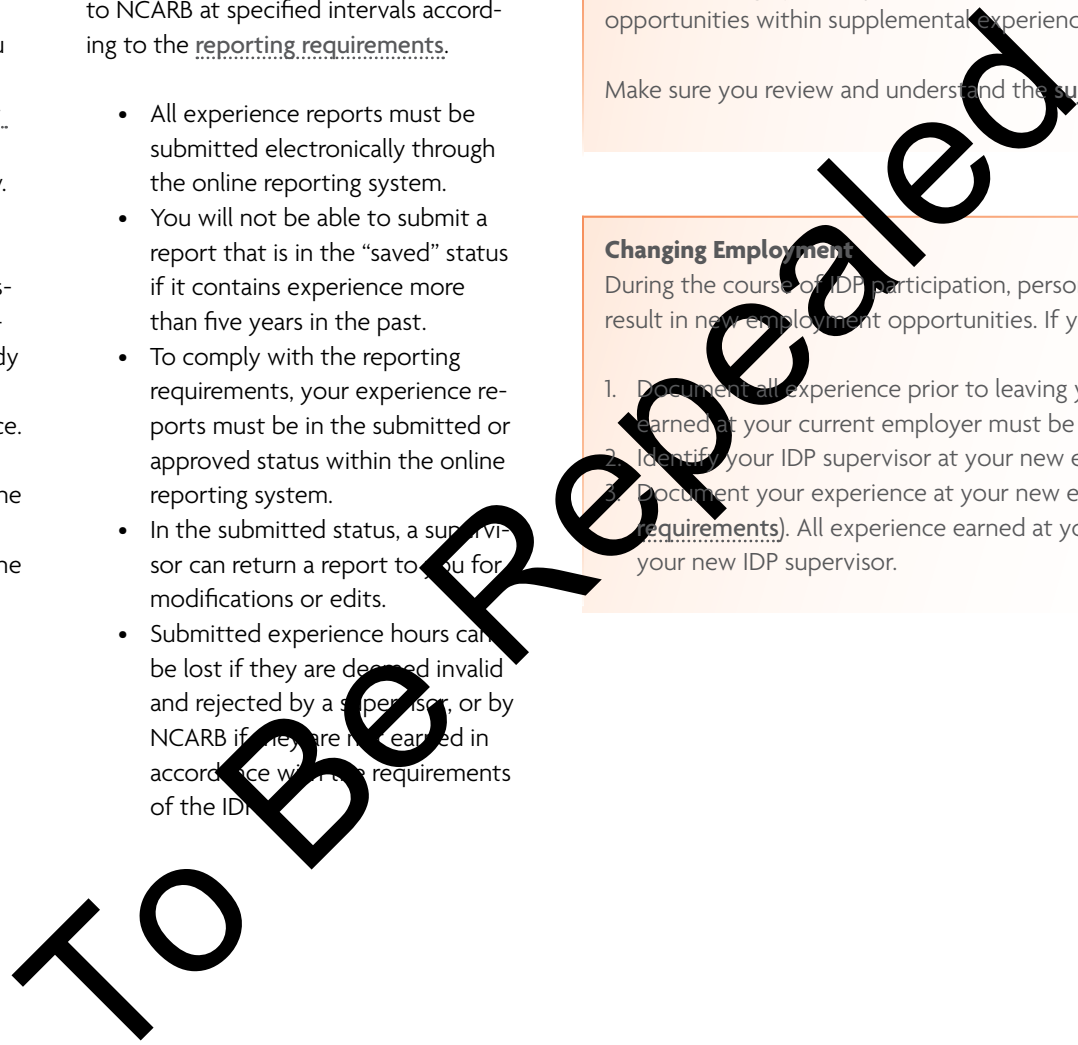 u
y.
s-
dy
ce.
ne
ne
to NCARB at specified intervals accord-
ing to the reporting requirements.
• All experience reports must be
submitted electronically through
the online reporting system.
• You will not be able to submit a
report that is in the “saved” status
if it contains experience more
than five years in the past.
• To comply with the reporting
requirements, your experience re-
ports must be in the submitted or
approved status within the online
reporting system.
• In the submitted status, a supervi-
sor can return a report to you for
modifications or edits.
• Submitted experience hours can
be lost if they are deemed invalid
and rejected by a supervisor, or by
NCARB if they are not earned in
accordance with the requirements
of the IDP
opportunities within supplemental experienc
Make sure you review and understand the su
Changing Employment
During the course of IDP participation, perso
result in new employment opportunities. If y
1. Document all experience prior to leaving y
earned at your current employer must be
2. Identify your IDP supervisor at your new e
3. Document your experience at your new e
requirements). All experience earned at yo
your new IDP supervisor.
To Be Repealed